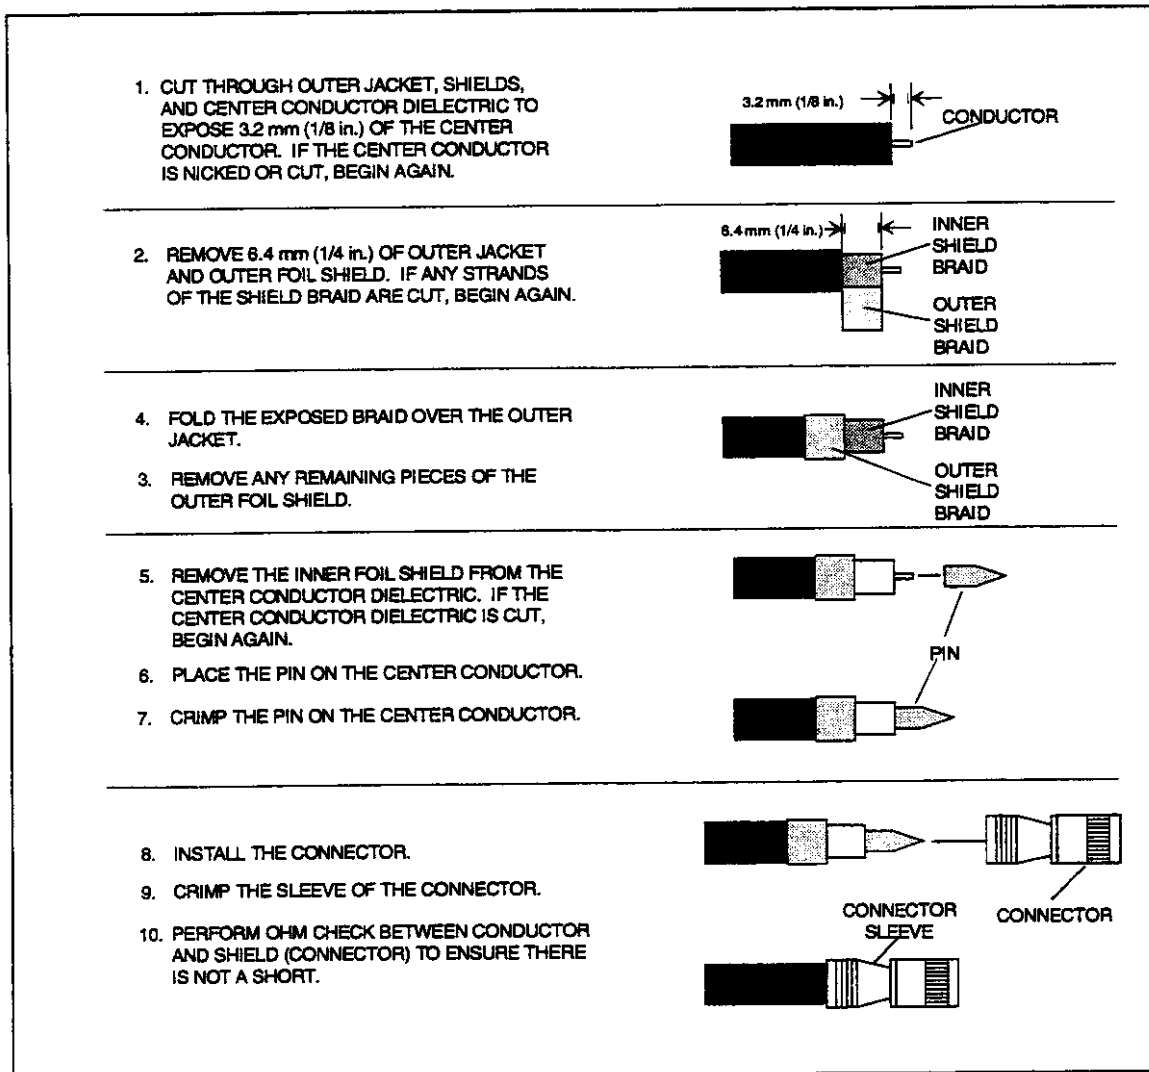 1. CUT THROUGH OUTER JACKET, SHIELDS,
AND CENTER CONDUCTOR DIELECTRIC TO
EXPOSE 3.2 mm (1/8 in.) OF THE CENTER
CONDUCTOR. IF THE CENTER CONDUCTOR
IS NICKED OR CUT, BEGIN AGAIN.
3.2 mm (1/8 in.)
CONDUCTOR
2. REMOVE 6.4 mm (1/4 in.) OF OUTER JACKET
AND OUTER FOIL SHIELD. IF ANY STRANDS
OF THE SHIELD BRAID ARE CUT, BEGIN AGAIN.
6.4 mm (1/4 in.)
INNER
SHIELD
BRAID
OUTER
SHIELD
BRAID
4. FOLD THE EXPOSED BRAID OVER THE OUTER
JACKET.
3. REMOVE ANY REMAINING PIECES OF THE
OUTER FOIL SHIELD.
INNER
SHIELD
BRAID
OUTER
SHIELD
BRAID
5. REMOVE THE INNER FOIL SHIELD FROM THE
CENTER CONDUCTOR DIELECTRIC. IF THE
CENTER CONDUCTOR DIELECTRIC IS CUT,
BEGIN AGAIN.
6. PLACE THE PIN ON THE CENTER CONDUCTOR.
7. CRIMP THE PIN ON THE CENTER CONDUCTOR.
PIN
8. INSTALL THE CONNECTOR.
9. CRIMP THE SLEEVE OF THE CONNECTOR.
10. PERFORM OHM CHECK BETWEEN CONDUCTOR
AND SHIELD (CONNECTOR) TO ENSURE THERE
IS NOT A SHORT.
CONNECTOR
SLEEVE
CONNECTOR